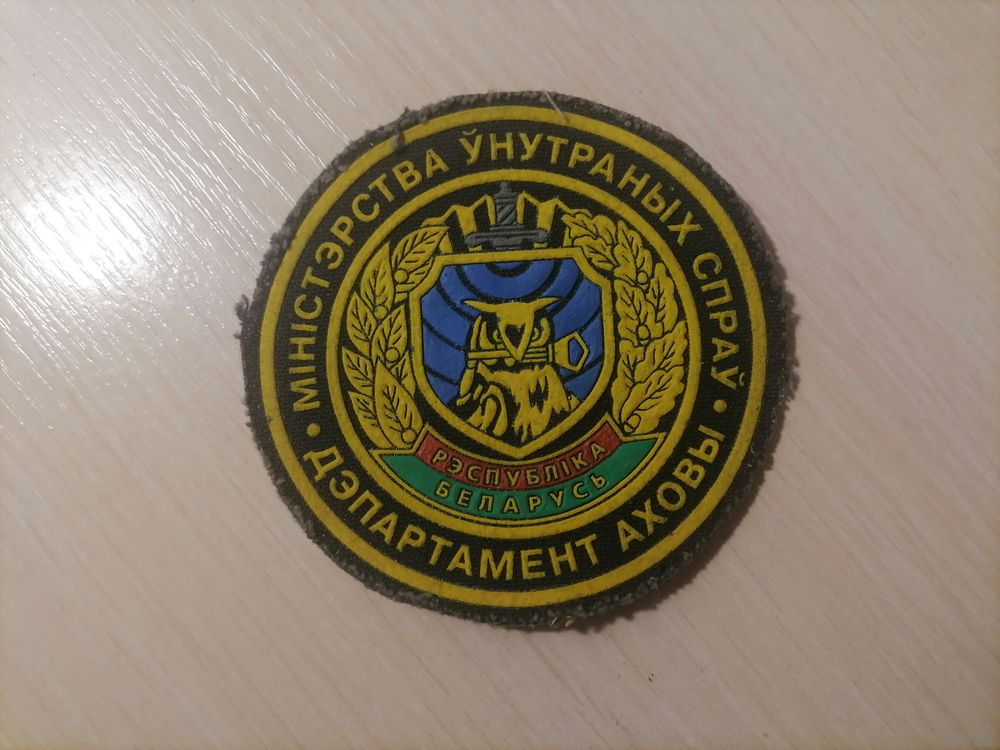 МІНІСТЭРСТВА ЎНУТРАНЫХ СПРАЎ
ДЭПАРТАМЕНТ АХОВЫ
РЭСПУБЛІКА
БЕЛАРУСЬ